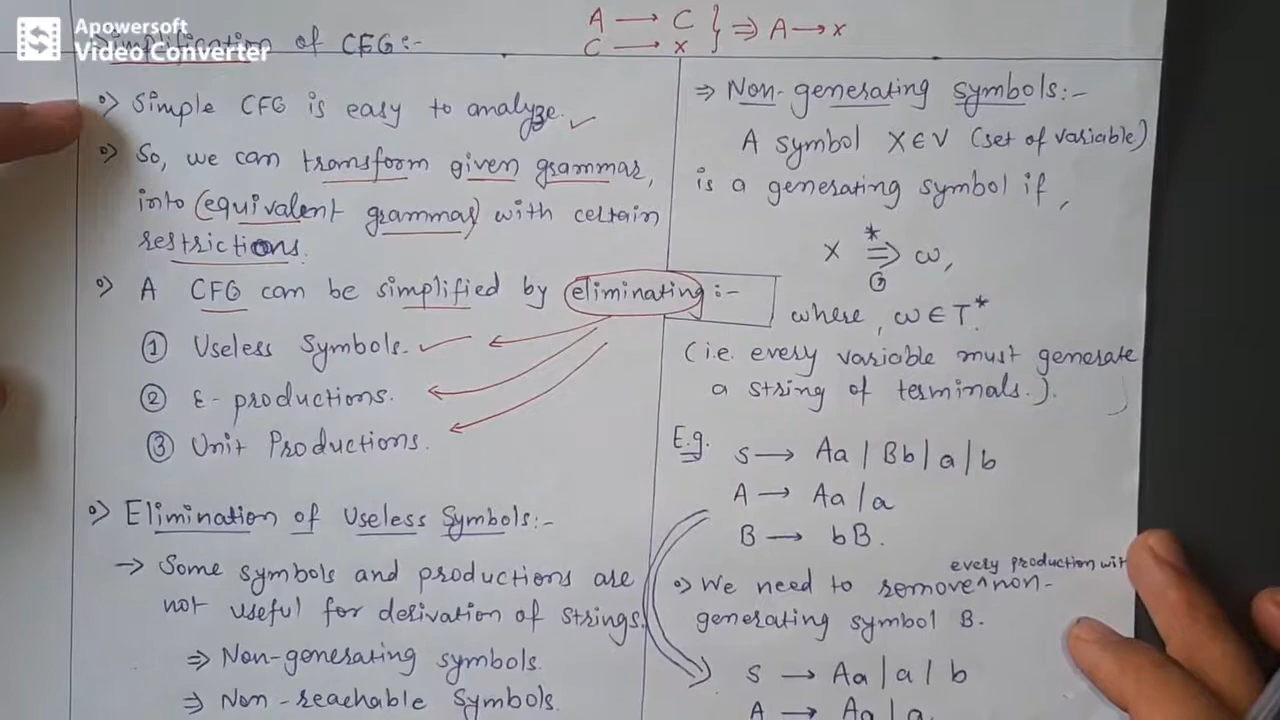 Apowersoft
Video Converter
Simplification of CFG:-
A → C
C → x } ⇒ A → x
o> Simple CFG is easy to analyze. ✓
o> So, we can transform given grammar,
into (equivalent grammar) with certain
restrictions.
o> A CFG can be simplified by eliminating :-
① Useless Symbols. ✓
② ε- productions.
③ Unit Productions.
o> Elimination of Useless Symbols:-
→ Some symbols and productions are
not useful for derivation of strings.
⇒ Non-generating symbols.
⇒ Non-reachable Symbols.
⇒ Non-generating symbols:-
A symbol X∈V (set of variable)
is a generating symbol if,
X *⇒G ω,
where, ω∈T*.
(i.e. every variable must generate
a string of terminals.).
E.g. S → Aa | Bb | a | b
A → Aa | a
B → bB.
every production with
o> We need to remove ^ non-
generating symbol B.
S → Aa | a | b
A → Aa | a.